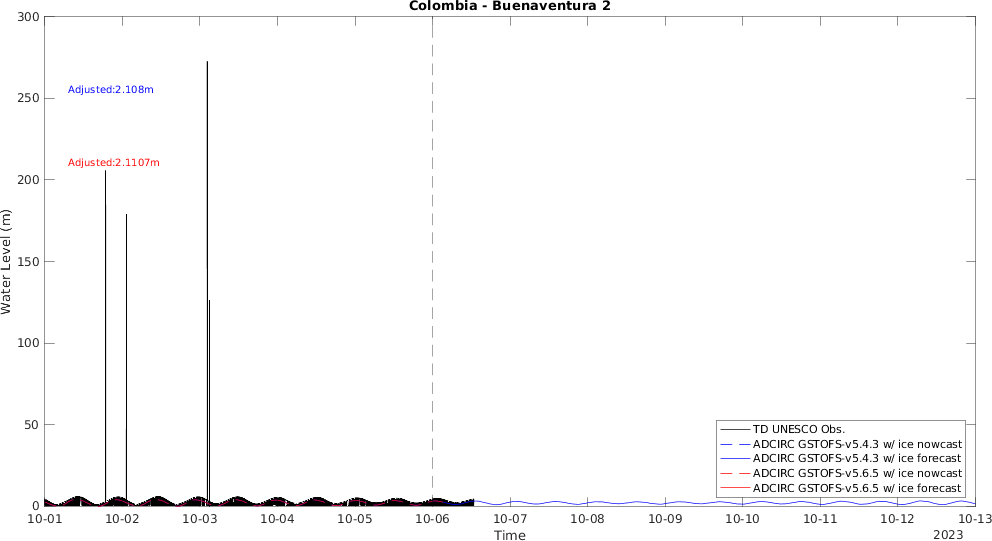 Colombia - Buenaventura 2
300
250
200
150
100
50
0
Water Level (m)
Adjusted:2.108m
Adjusted:2.1107m
TD UNESCO Obs.
ADCIRC GSTOFS-v5.4.3 w/ ice nowcast
ADCIRC GSTOFS-v5.4.3 w/ ice forecast
ADCIRC GSTOFS-v5.6.5 w/ ice nowcast
ADCIRC GSTOFS-v5.6.5 w/ ice forecast
10-01 10-02 10-03 10-04 10-05 10-06 10-07 10-08 10-09 10-10 10-11 10-12 10-13
Time
2023